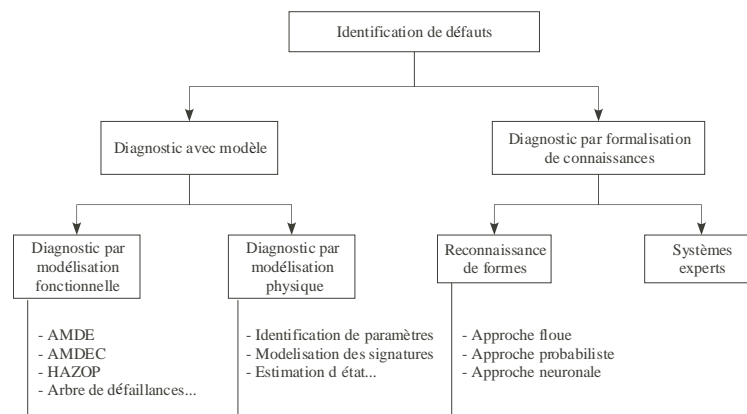 Identification de défauts
Diagnostic avec modèle
Diagnostic par formalisation
de connaissances
Diagnostic par
modélisation
fonctionnelle
Diagnostic par
modélisation
physique
Reconnaissance
de formes
Systèmes
experts
- AMDE
- AMDEC
- HAZOP
- Arbre de défaillances...
- Identification de paramètres
- Modelisation des signatures
- Estimation d état...
- Approche floue
- Approche probabiliste
- Approche neuronale